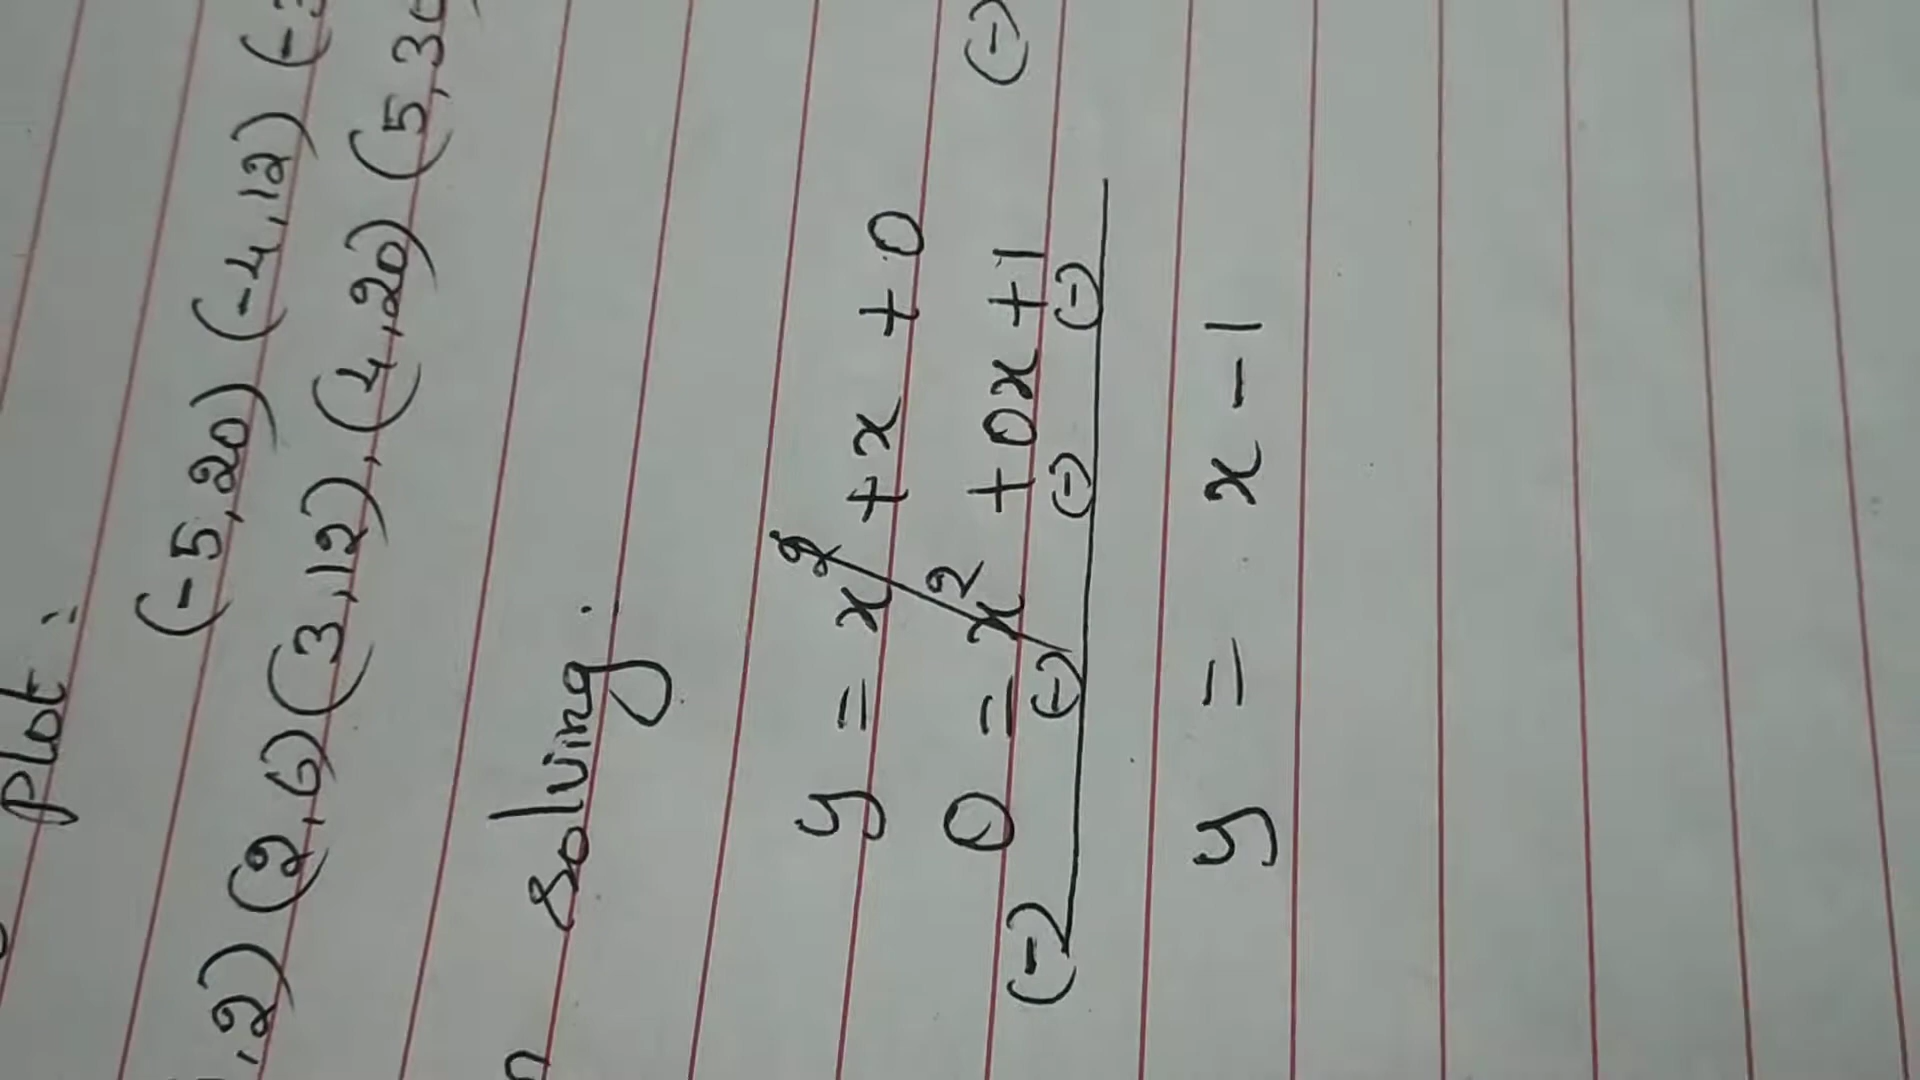 plot:
(-5,20) (-4,12) (-3
,2) (2,6) (3,12), (4,20) (5,30
solving.
y = x² + x + 0
0 = x² + 0x + 1 (-)
(-) (-) (-) (-)
y = x - 1